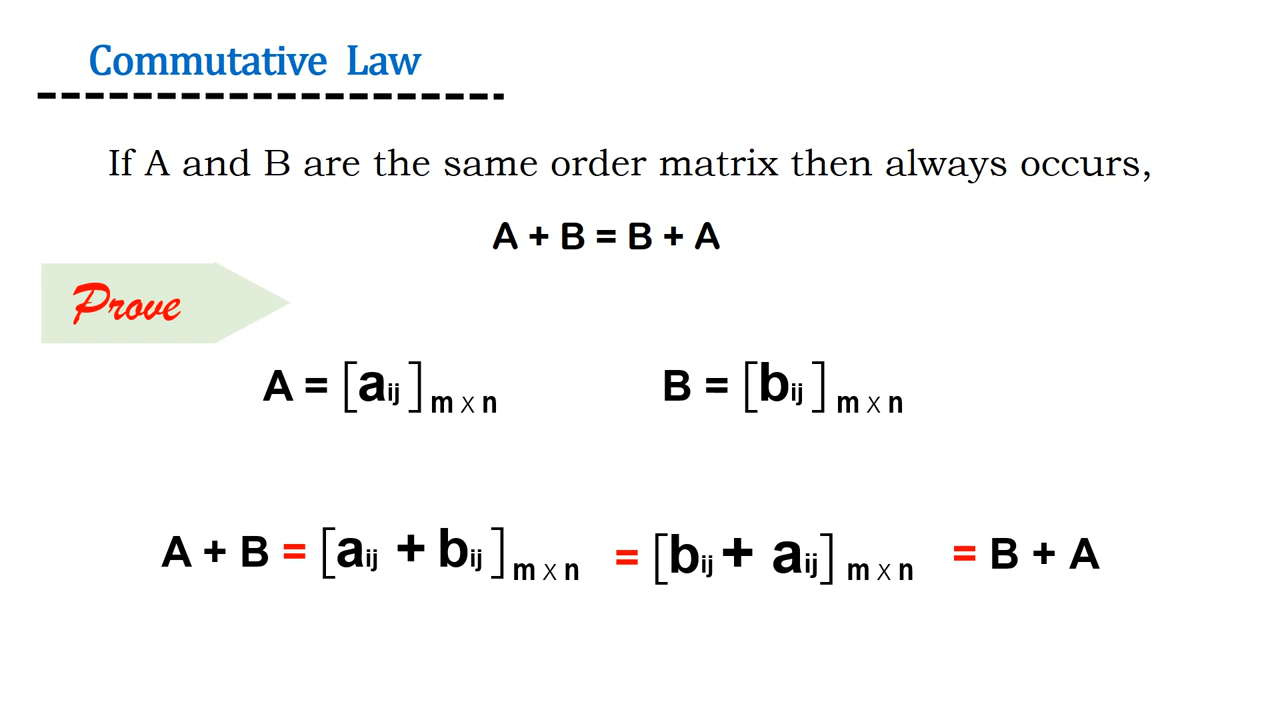 Commutative Law
If A and B are the same order matrix then always occurs,
A + B = B + A
Prove
A = [aij]m x n B = [bij]m x n
A + B = [aij + bij]m x n = [bij + aij]m x n = B + A